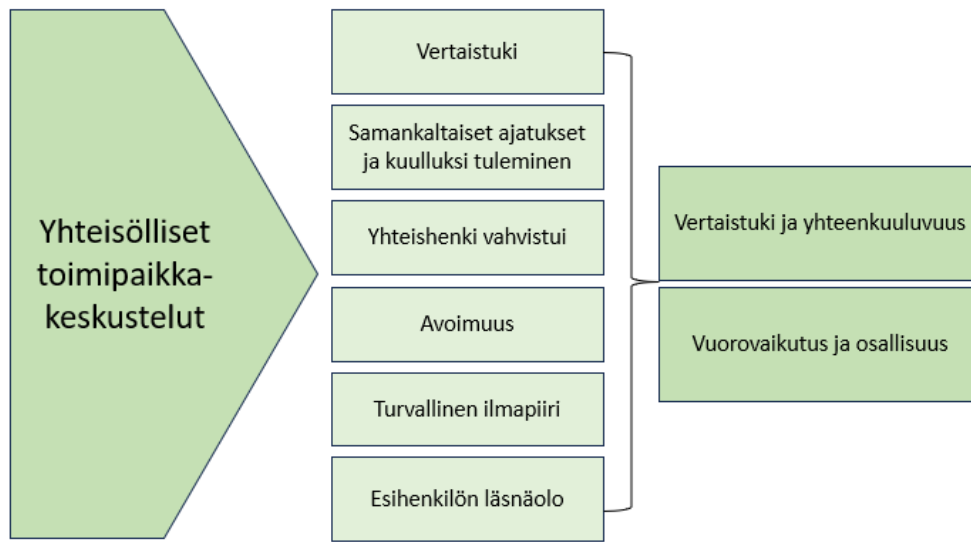 Yhteisölliset
toimipaikka-
keskustelut
Vertaistuki
Samankaltaiset ajatukset
ja kuulluksi tuleminen
Yhteishenki vahvistui
Avoimuus
Turvallinen ilmapiiri
Esihenkilön läsnäolo
Vertaistuki ja yhteenkuuluvuus
Vuorovaikutus ja osallisuus